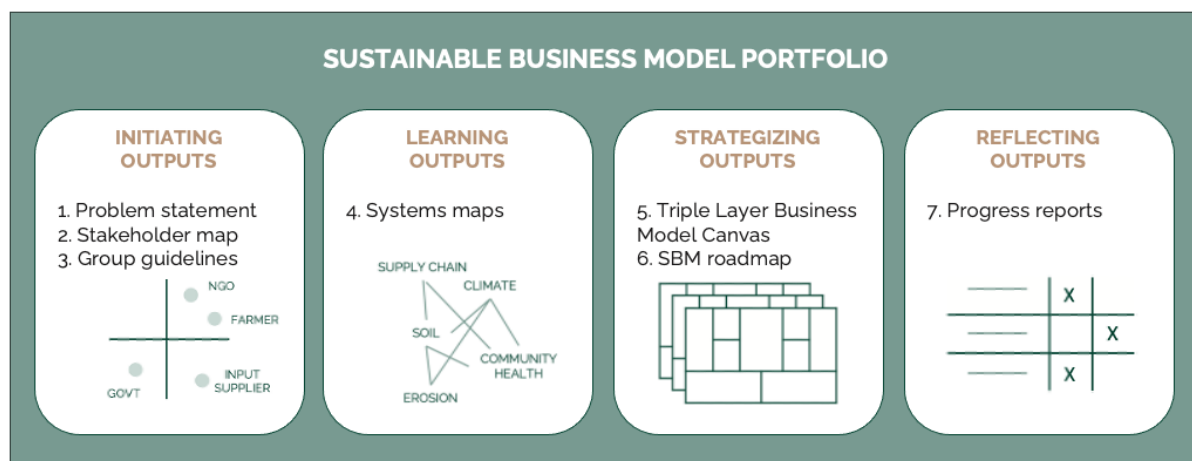 SUSTAINABLE BUSINESS MODEL PORTFOLIO
INITIATING
OUTPUTS
1. Problem statement
2. Stakeholder map
3. Group guidelines
NGO
FARMER
INPUT
SUPPLIER
GOVT
LEARNING
OUTPUTS
4. Systems maps
SUPPLY CHAIN
CLIMATE
SOIL
COMMUNITY
HEALTH
EROSION
STRATEGIZING
OUTPUTS
5. Triple Layer Business
Model Canvas
6. SBM roadmap
REFLECTING
OUTPUTS
7. Progress reports
X
X
X